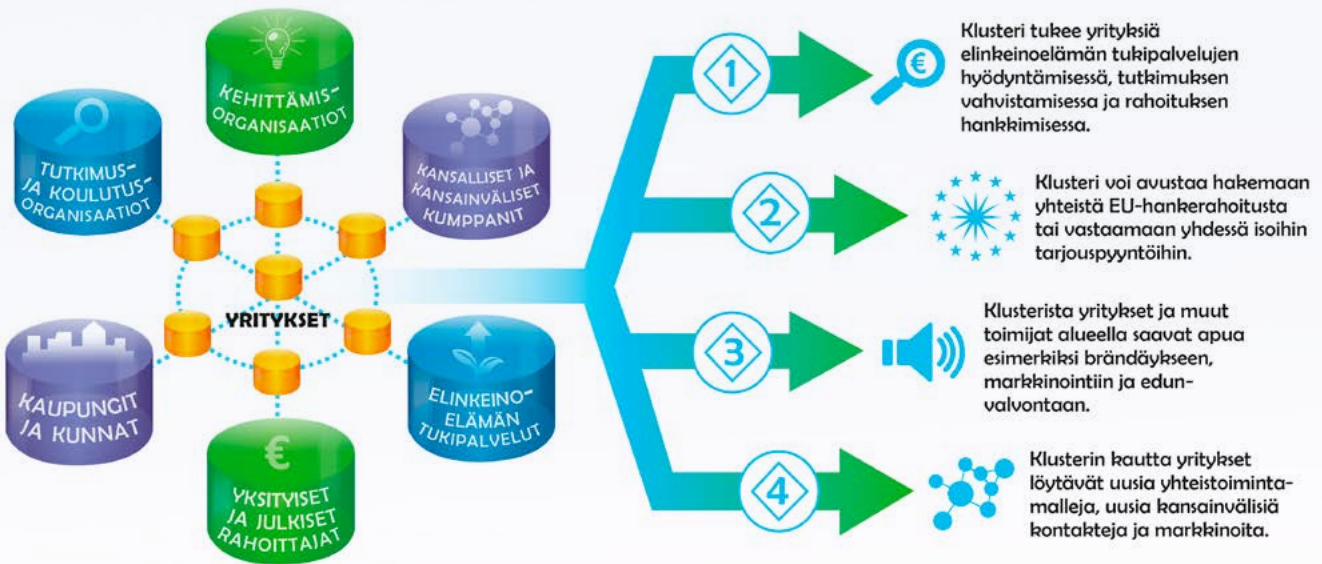 KEHITTÄMIS-
ORGANISAATIOT
TUTKIMUS-
JA KOULUTUS-
ORGANISAATIOT
KANSALLISET JA
KANSAINVÄLISET
KUMPPANIT
YRITYKSET
KAUPUNGIT
JA KUNNAT
ELINKEINO-
ELÄMÄN
TUKIPALVELUT
€
YKSITYISET
JA JULKISET
RAHOITTAJAT
1
€
Klusteri tukee yrityksiä
elinkeinoelämän tukipalvelujen
hyödyntämisessä, tutkimuksen
vahvistamisessa ja rahoituksen
hankkimisessa.
2
Klusteri voi avustaa hakemaan
yhteistä EU-hankerahoitusta
tai vastaamaan yhdessä isoihin
tarjouspyyntöihin.
3
Klusterista yritykset ja muut
toimijat alueella saavat apua
esimerkiksi brändäykseen,
markkinointiin ja edun-
valvontaan.
4
Klusterin kautta yritykset
löytävät uusia yhteistoiminta-
malleja, uusia kansainvälisiä
kontakteja ja markkinoita.